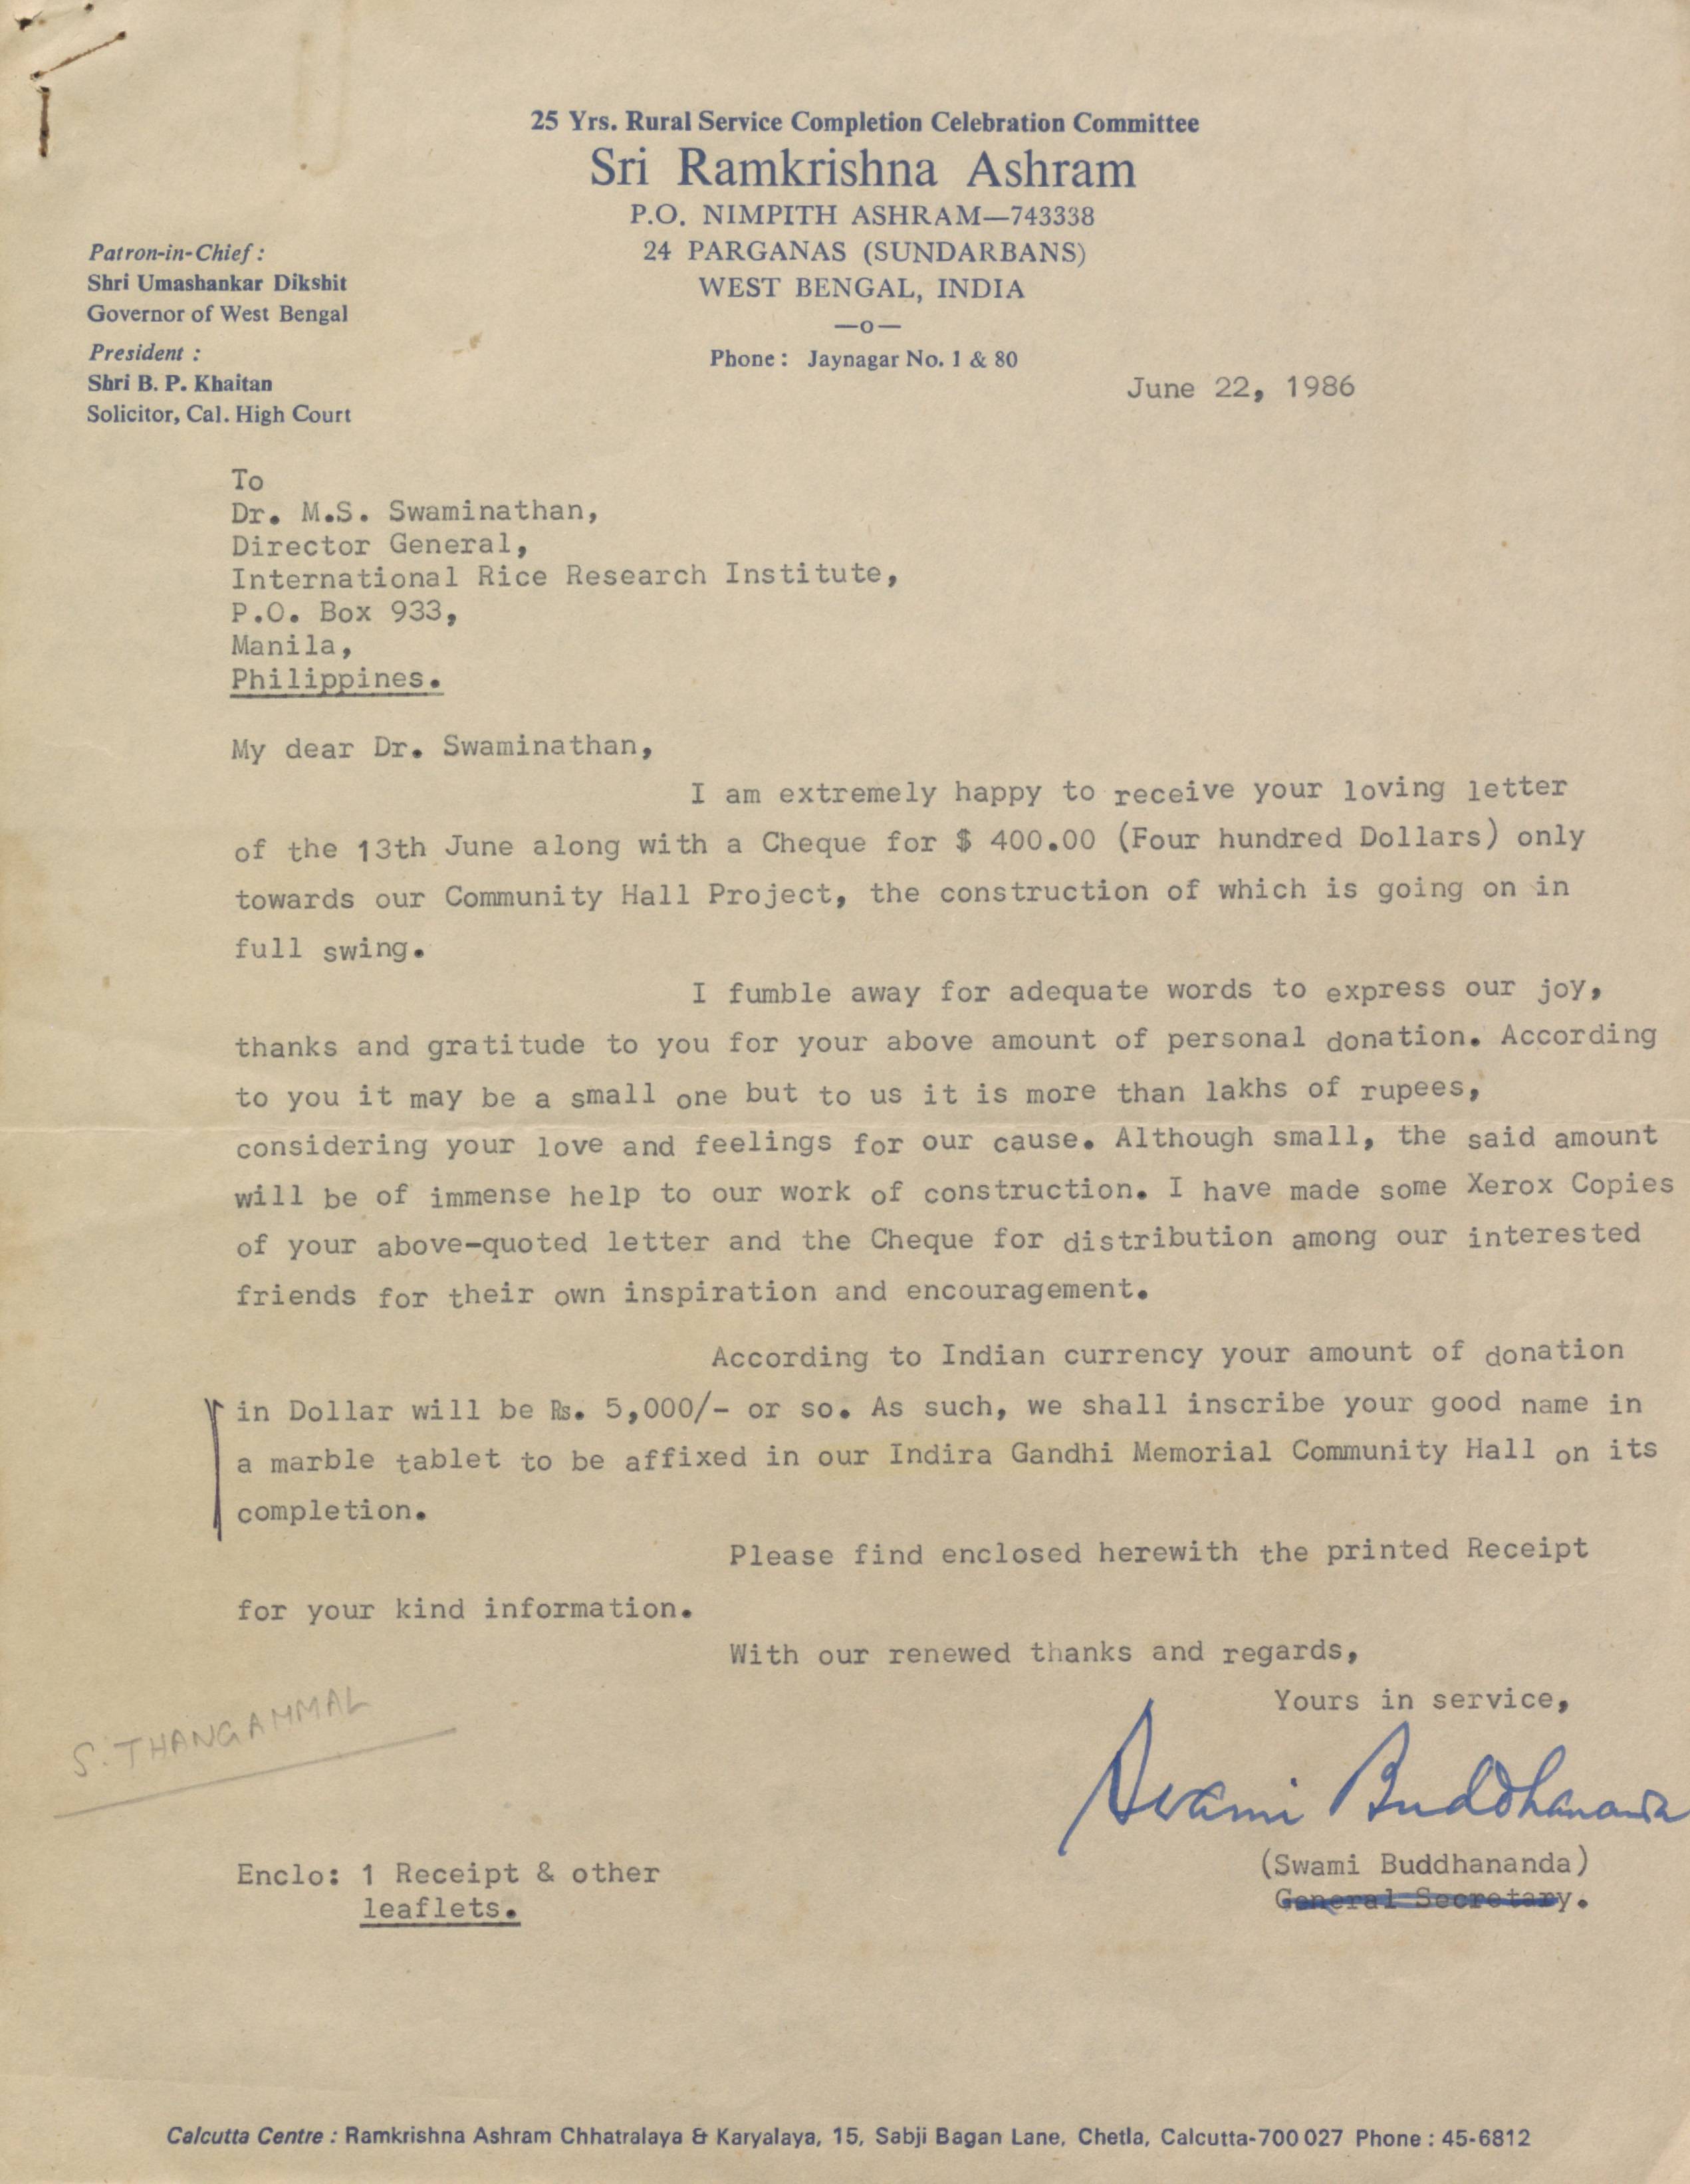 25 Yrs. Rural Service Completion Celebration Committee
Sri Ramkrishna Ashram
P.O. NIMPITH ASHRAM—743338
24 PARGANAS (SUNDARBANS)
WEST BENGAL, INDIA
—o—
Phone : Jaynagar No. 1 & 80
Patron-in-Chief :
Shri Umashankar Dikshit
Governor of West Bengal
President :
Shri B. P. Khaitan
Solicitor, Cal. High Court
June 22, 1986
To
Dr. M.S. Swaminathan,
Director General,
International Rice Research Institute,
P.O. Box 933,
Manila,
Philippines.
My dear Dr. Swaminathan,
I am extremely happy to receive your loving letter
of the 13th June along with a Cheque for $ 400.00 (Four hundred Dollars) only
towards our Community Hall Project, the construction of which is going on in
full swing.
I fumble away for adequate words to express our joy,
thanks and gratitude to you for your above amount of personal donation. According
to you it may be a small one but to us it is more than lakhs of rupees,
considering your love and feelings for our cause. Although small, the said amount
will be of immense help to our work of construction. I have made some Xerox Copies
of your above-quoted letter and the Cheque for distribution among our interested
friends for their own inspiration and encouragement.
According to Indian currency your amount of donation
in Dollar will be Rs. 5,000/- or so. As such, we shall inscribe your good name in
a marble tablet to be affixed in our Indira Gandhi Memorial Community Hall on its
completion.
Please find enclosed herewith the printed Receipt
for your kind information.
With our renewed thanks and regards,
Yours in service,
S. THANGAMMAL
Swami Buddhananda
(Swami Buddhananda)
General Secretary.
Enclo: 1 Receipt & other
leaflets.
Calcutta Centre : Ramkrishna Ashram Chhatralaya & Karyalaya, 15, Sabji Bagan Lane, Chetla, Calcutta-700 027 Phone : 45-6812